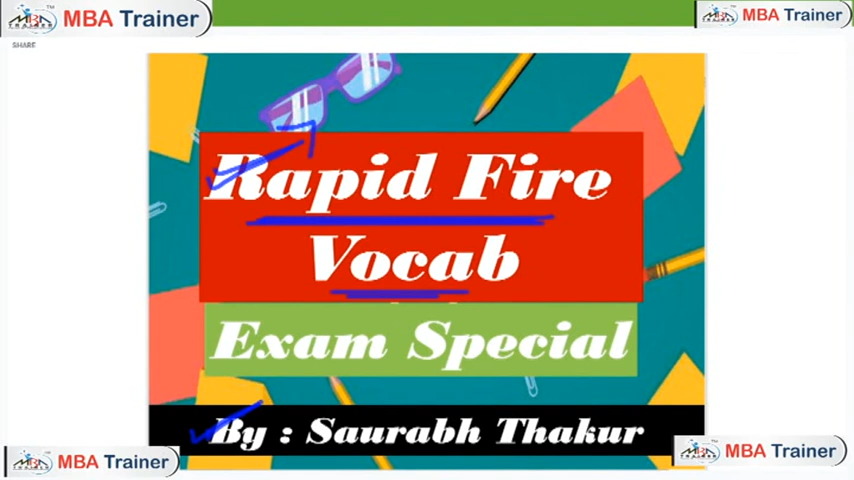 MBA Trainer
MBA Trainer
SHARE
Rapid Fire
Vocab
Exam Special
By : Saurabh Thakur
MBA Trainer
MBA Trainer